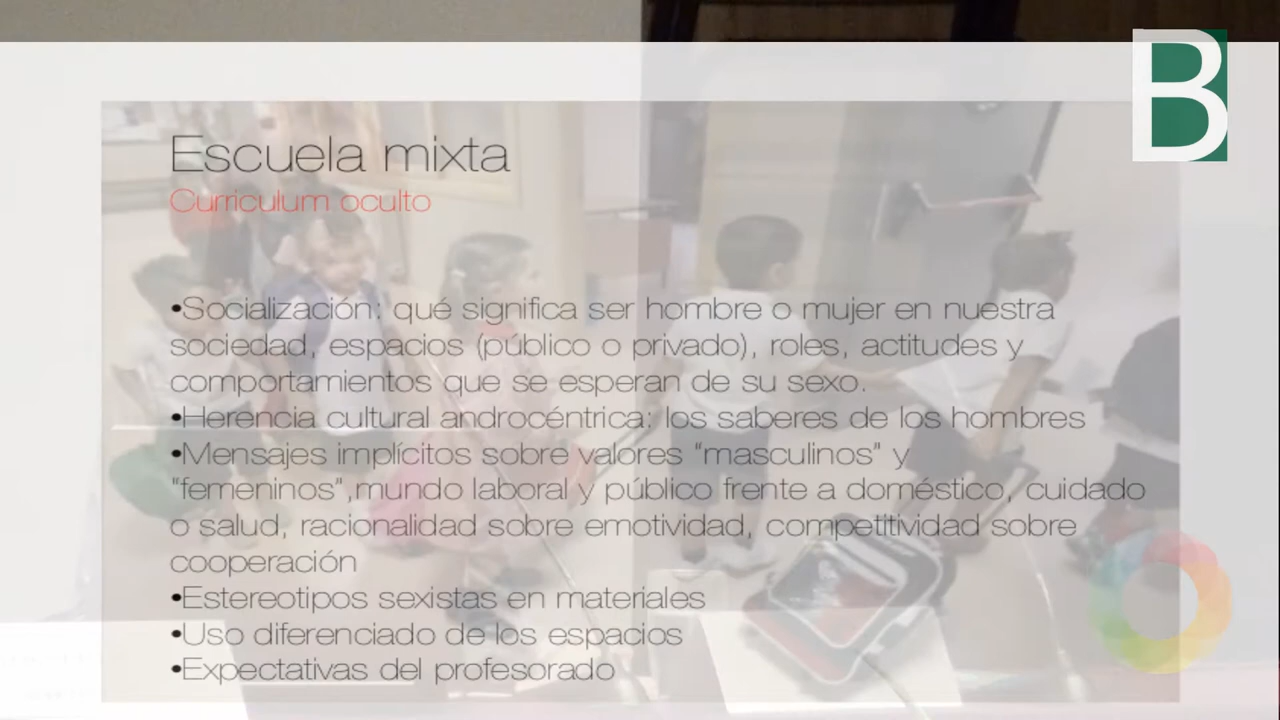 B
Escuela mixta
Curriculum oculto
•Socialización: qué significa ser hombre o mujer en nuestra
sociedad, espacios (público o privado), roles, actitudes y
comportamientos que se esperan de su sexo.
•Herencia cultural androcéntrica: los saberes de los hombres
•Mensajes implícitos sobre valores "masculinos" y
"femeninos",mundo laboral y público frente a doméstico, cuidado
o salud, racionalidad sobre emotividad, competitividad sobre
cooperación
•Estereotipos sexistas en materiales
•Uso diferenciado de los espacios
•Expectativas del profesorado